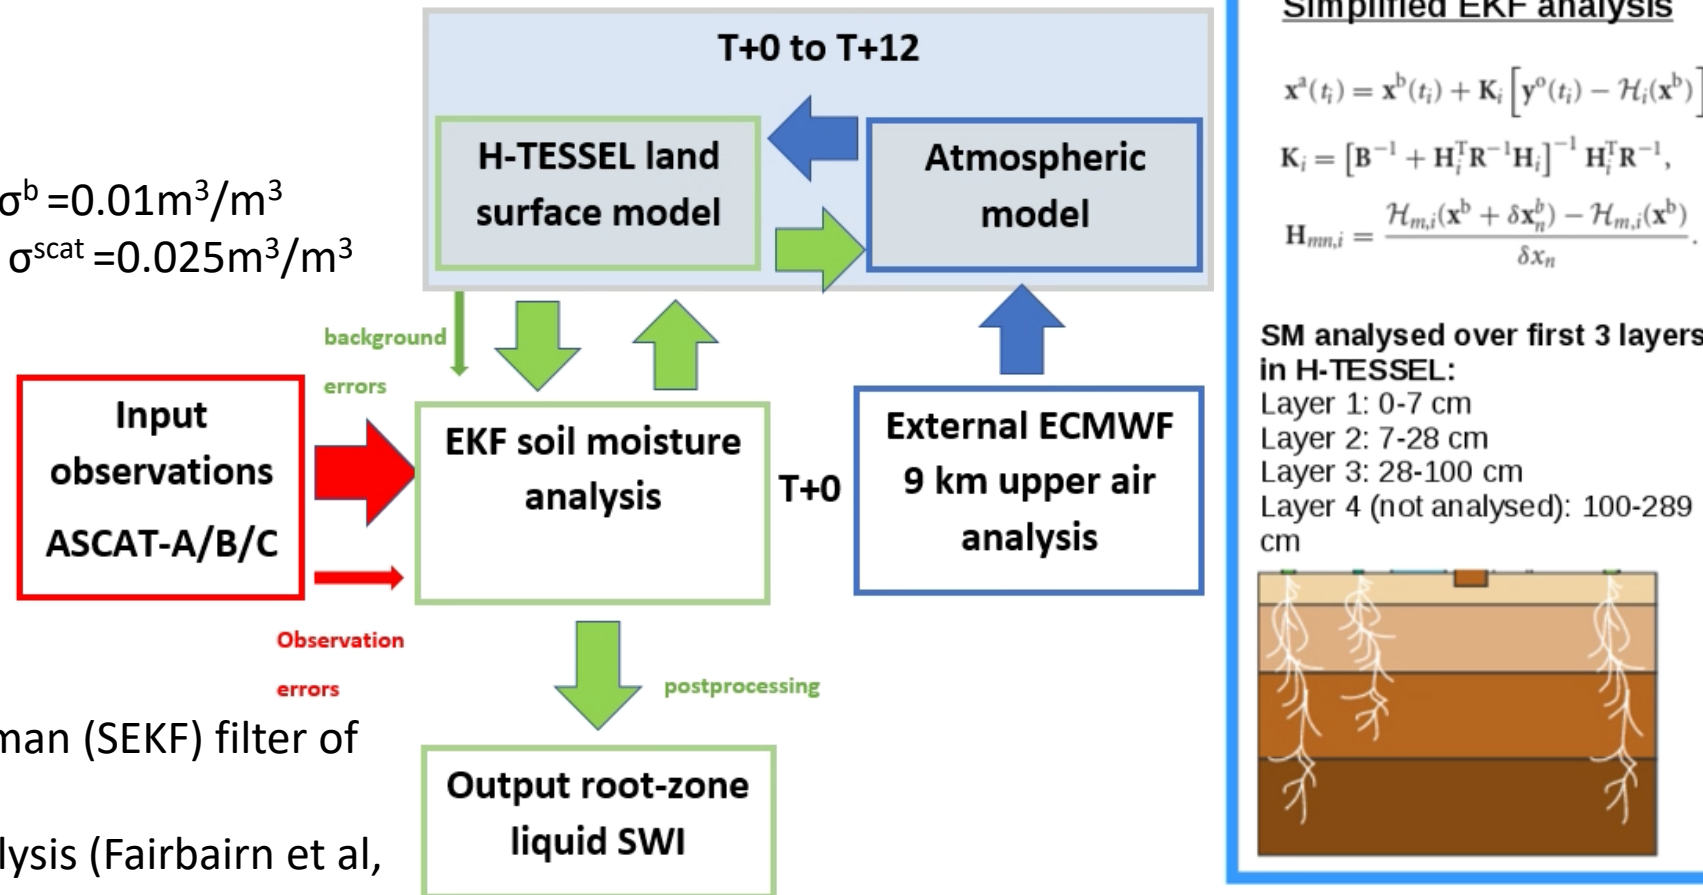 σᵇ =0.01m³/m³
σˢᶜᵃᵗ =0.025m³/m³
T+0 to T+12
H-TESSEL land
surface model
Atmospheric
model
background
errors
Input
observations
ASCAT-A/B/C
EKF soil moisture
analysis
T+0
External ECMWF
9 km upper air
analysis
Observation
errors
postprocessing
man (SEKF) filter of
lysis (Fairbairn et al,
Output root-zone
liquid SWI
Simplified EKF analysis
xᵃ(tᵢ) = xᵇ(tᵢ) + Kᵢ [yᵒ(tᵢ) − ℋᵢ(xᵇ)]
Kᵢ = [B⁻¹ + HᵢᵀR⁻¹Hᵢ]⁻¹ HᵢᵀR⁻¹,
H_{mn,i} = (ℋ_{m,i}(xᵇ + δxₙᵇ) − ℋ_{m,i}(xᵇ)) / δxₙ .
SM analysed over first 3 layers
in H-TESSEL:
Layer 1: 0-7 cm
Layer 2: 7-28 cm
Layer 3: 28-100 cm
Layer 4 (not analysed): 100-289
cm